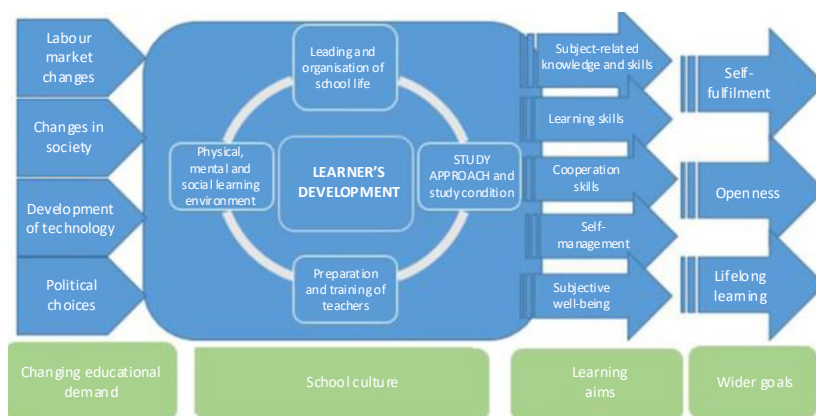 Labour
market
changes
Changes in
society
Development
of technology
Political
choices
Leading and
organisation of
school life
Physical,
mental and
social learning
environment
LEARNER'S
DEVELOPMENT
STUDY
APPROACH and
study condition
Preparation
and training of
teachers
Subject-related
knowledge and skills
Learning skills
Cooperation
skills
Self-
management
Subjective
well-being
Self-
fulfilment
Openness
Lifelong
learning
Changing educational
demand
School culture
Learning
aims
Wider goals